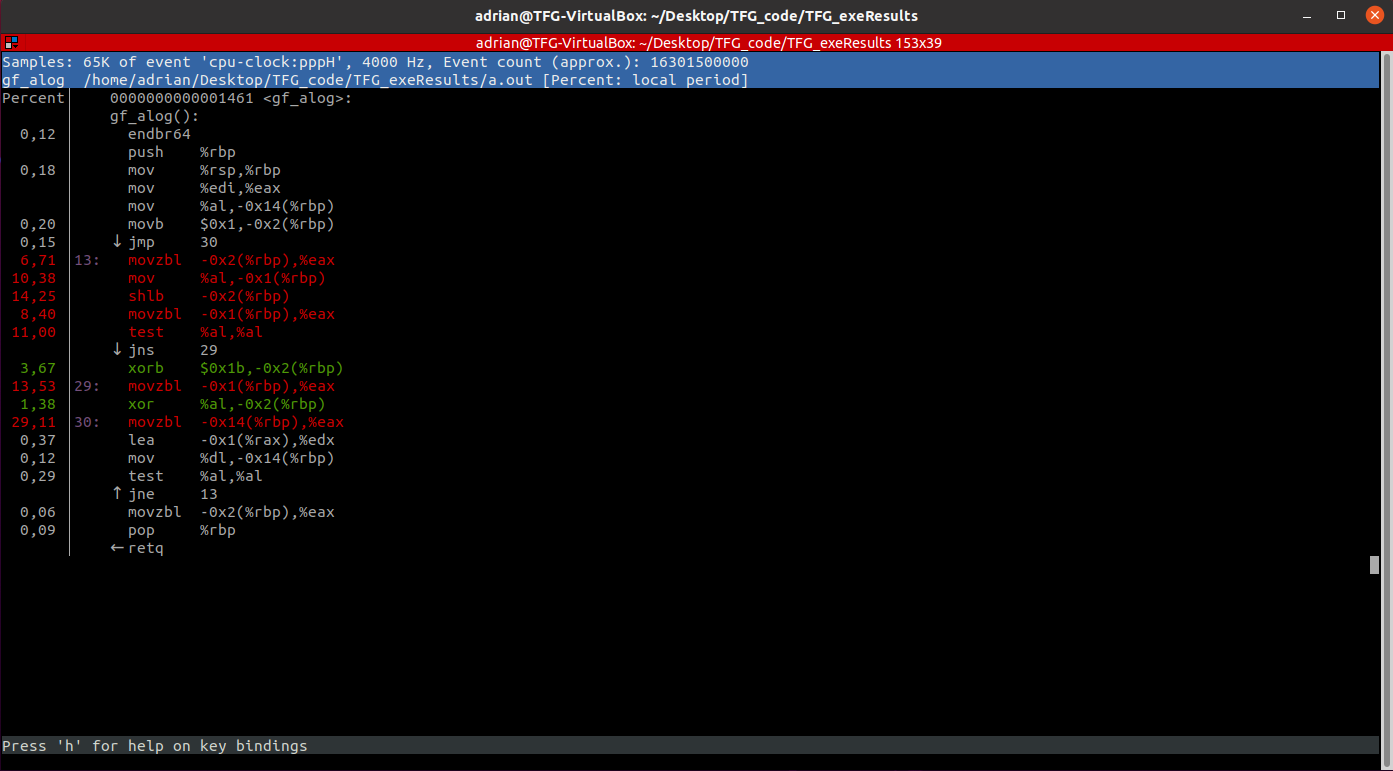 adrian@TFG-VirtualBox: ~/Desktop/TFG_code/TFG_exeResults
adrian@TFG-VirtualBox: ~/Desktop/TFG_code/TFG_exeResults 153x39
Samples: 65K of event 'cpu-clock:pppH', 4000 Hz, Event count (approx.): 16301500000
gf_alog  /home/adrian/Desktop/TFG_code/TFG_exeResults/a.out [Percent: local period]
Percent     0000000000001461 <gf_alog>:
            gf_alog():
  0,12        endbr64
              push    %rbp
  0,18        mov     %rsp,%rbp
              mov     %edi,%eax
              mov     %al,-0x14(%rbp)
  0,20        movb    $0x1,-0x2(%rbp)
  0,15      ↓ jmp     30
  6,71  13:   movzbl  -0x2(%rbp),%eax
 10,38        mov     %al,-0x1(%rbp)
 14,25        shlb    -0x2(%rbp)
  8,40        movzbl  -0x1(%rbp),%eax
 11,00        test    %al,%al
            ↓ jns     29
  3,67        xorb    $0x1b,-0x2(%rbp)
 13,53  29:   movzbl  -0x1(%rbp),%eax
  1,38        xor     %al,-0x2(%rbp)
 29,11  30:   movzbl  -0x14(%rbp),%eax
  0,37        lea     -0x1(%rax),%edx
  0,12        mov     %dl,-0x14(%rbp)
  0,29        test    %al,%al
            ↑ jne     13
  0,06        movzbl  -0x2(%rbp),%eax
  0,09        pop     %rbp
            ← retq
Press 'h' for help on key bindings